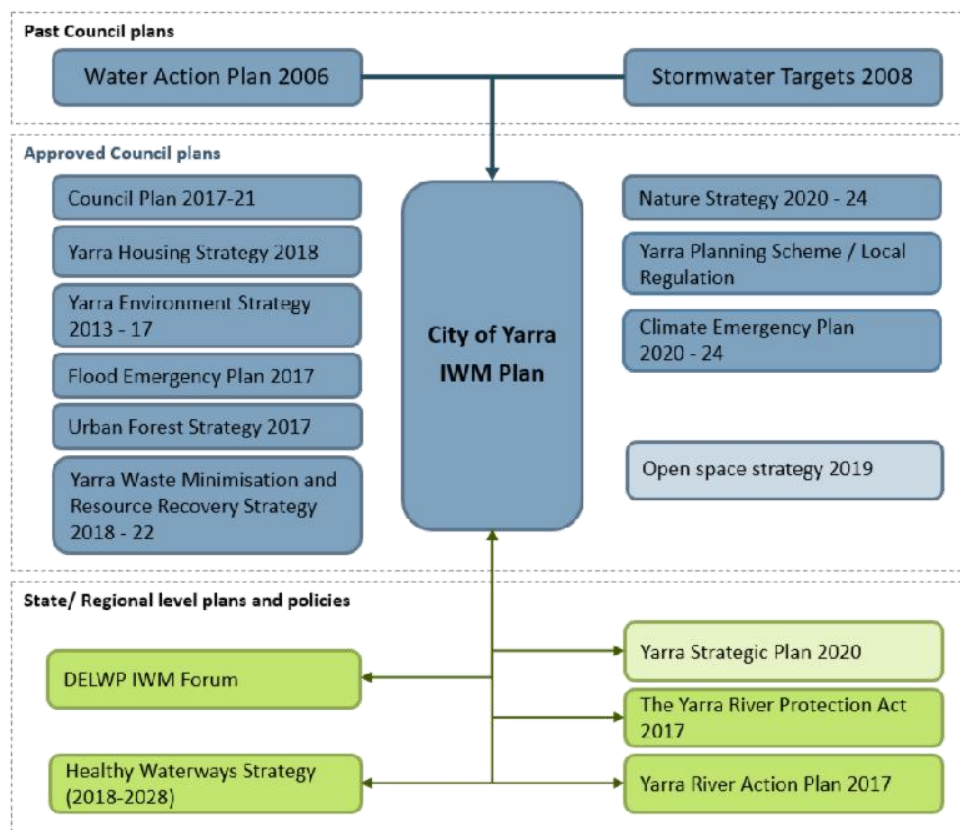 Past Council plans
Water Action Plan 2006
Stormwater Targets 2008
Approved Council plans
Council Plan 2017-21
Yarra Housing Strategy 2018
Yarra Environment Strategy
2013 - 17
Flood Emergency Plan 2017
Urban Forest Strategy 2017
Yarra Waste Minimisation and
Resource Recovery Strategy
2018 - 22
City of Yarra
IWM Plan
Nature Strategy 2020 - 24
Yarra Planning Scheme / Local
Regulation
Climate Emergency Plan
2020 - 24
Open space strategy 2019
State/ Regional level plans and policies
DELWP IWM Forum
Healthy Waterways Strategy
(2018-2028)
Yarra Strategic Plan 2020
The Yarra River Protection Act
2017
Yarra River Action Plan 2017